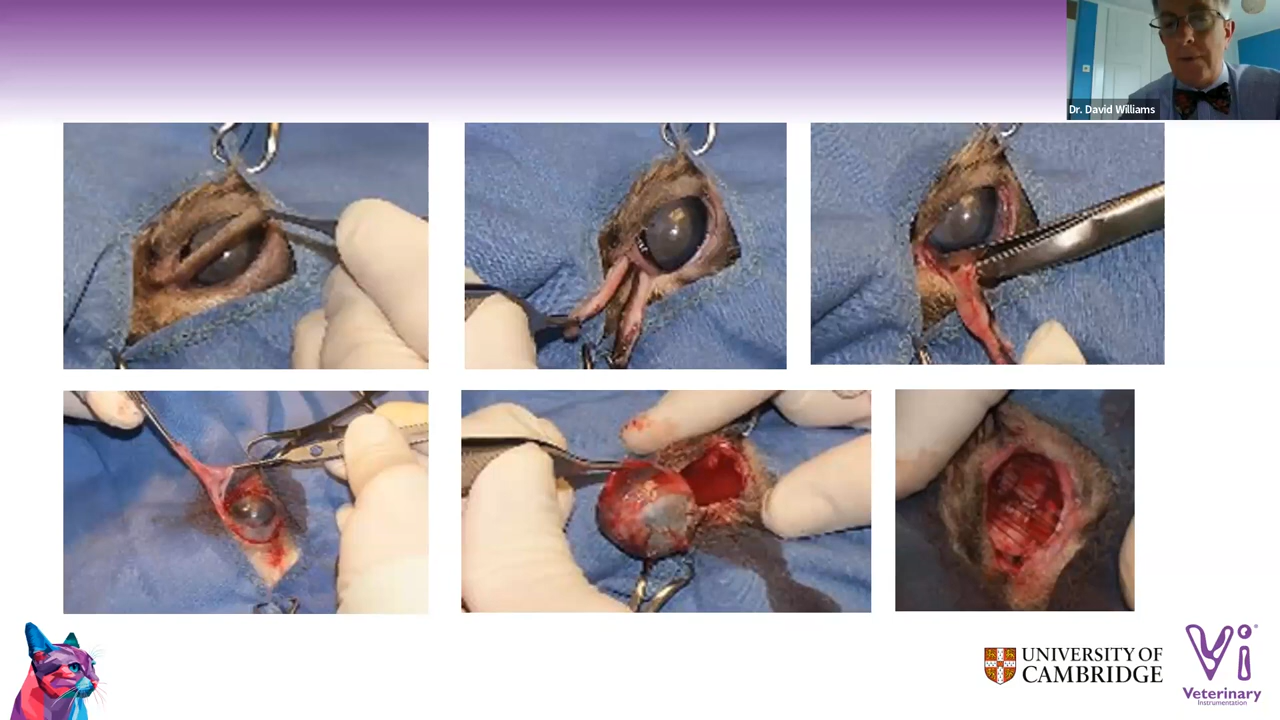 Dr. David Williams
UNIVERSITY OF
CAMBRIDGE
Vi
Veterinary
Instrumentation